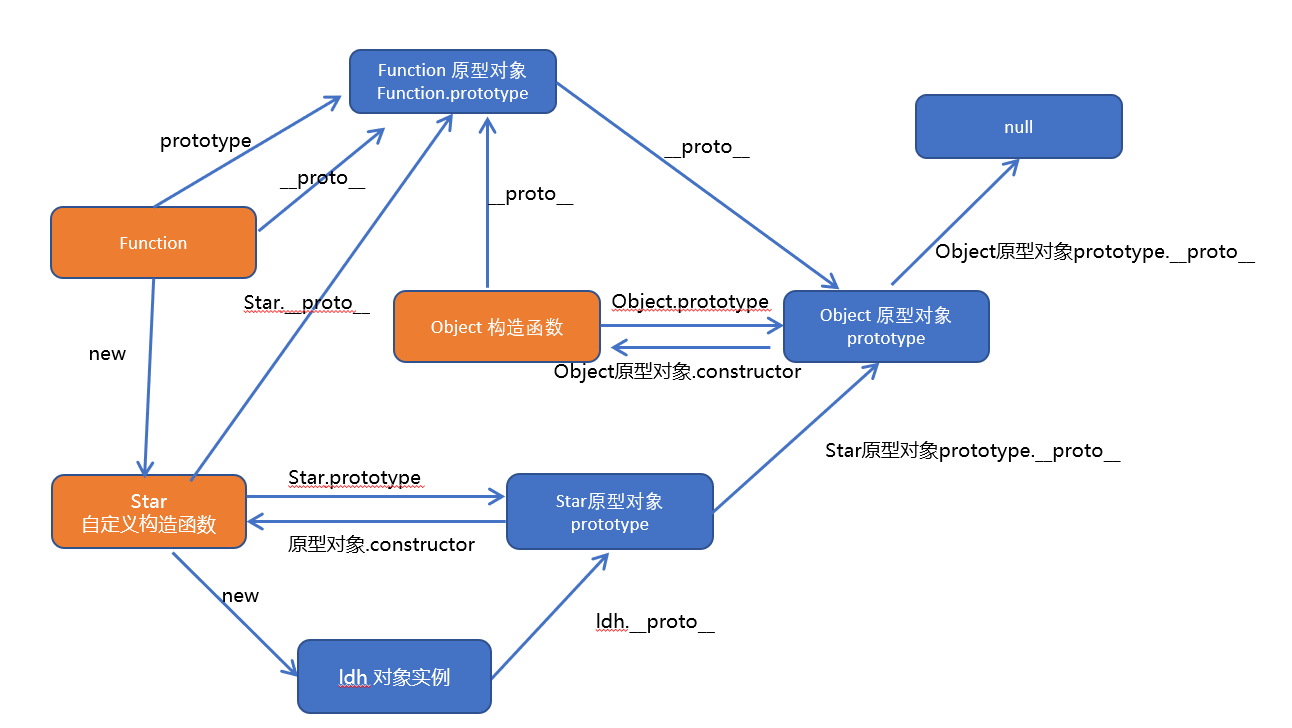 Function 原型对象
Function.prototype
null
prototype
__proto__
__proto__
__proto__
Function
Object原型对象prototype.__proto__
Star.__proto__
Object 构造函数
Object.prototype
Object 原型对象
prototype
new
Object原型对象.constructor
Star原型对象prototype.__proto__
Star
自定义构造函数
Star.prototype
Star原型对象
prototype
原型对象.constructor
new
ldh.__proto__
ldh 对象实例